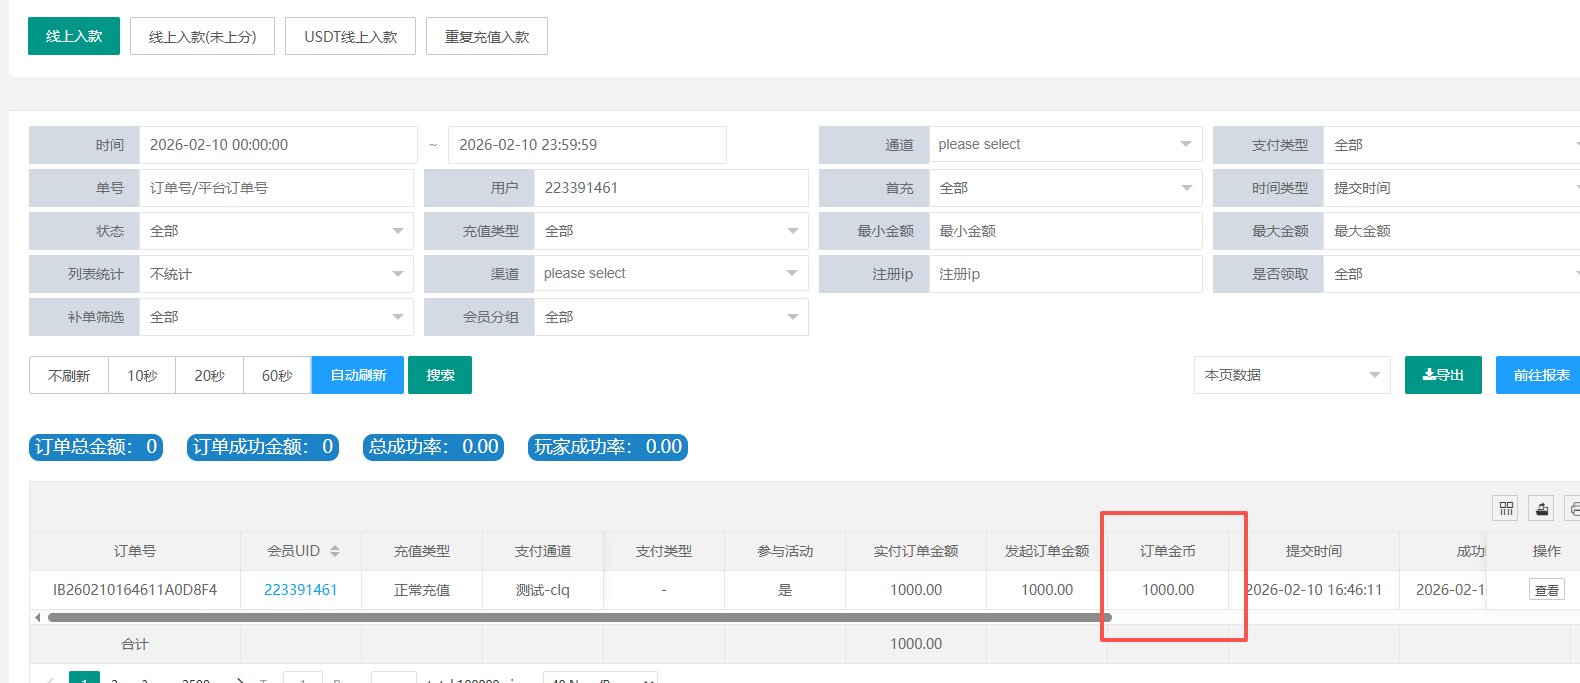 线上入款 线上入款(未上分) USDT线上入款 重复充值入款
时间 2026-02-10 00:00:00 ~ 2026-02-10 23:59:59 通道 please select 支付类型 全部
单号 订单号/平台订单号 用户 223391461 首充 全部 时间类型 提交时间
状态 全部 充值类型 全部 最小金额 最小金额 最大金额 最大金额
列表统计 不统计 渠道 please select 注册ip 注册ip 是否领取 全部
补单筛选 全部 会员分组 全部
不刷新 10秒 20秒 60秒 自动刷新 搜索 本页数据 导出 前往报表
订单总金额: 0 订单成功金额: 0 总成功率: 0.00 玩家成功率: 0.00
订单号 会员UID 充值类型 支付通道 支付类型 参与活动 实付订单金额 发起订单金额 订单金币 提交时间 成功 操作
IB260210164611A0D8F4 223391461 正常充值 测试-clq - 是 1000.00 1000.00 1000.00 2026-02-10 16:46:11 2026-02-1 查看
合计 1000.00